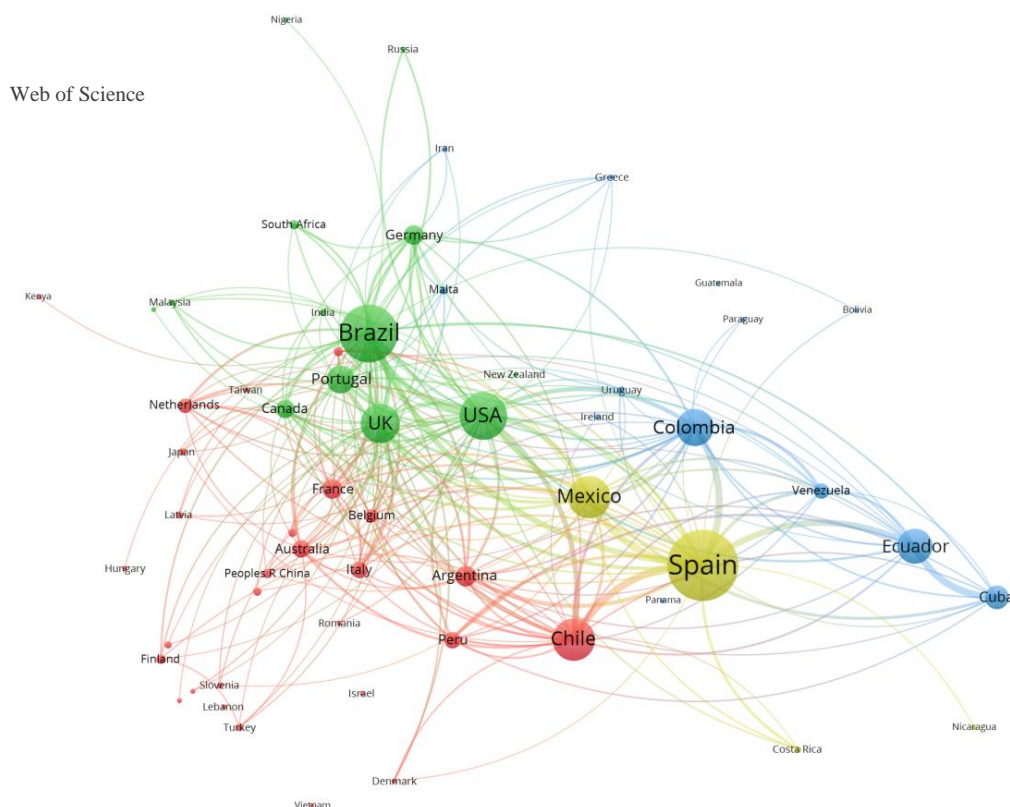 Nigeria
Russia
Web of Science
Iran
Greece
South Africa
Germany
Guatemala
Malta
Kenya
Malaysia
India
Bolivia
Paraguay
Brazil
New Zealand
Portugal
Taiwan
Uruguay
Netherlands
Canada
USA
Ireland
UK
Colombia
Japan
France
Mexico
Venezuela
Latvia
Belgium
Australia
Ecuador
Hungary
Peoples R China
Italy
Argentina
Spain
Cuba
Panama
Romania
Peru
Chile
Finland
Slovenia
Israel
Lebanon
Turkey
Nicaragua
Costa Rica
Denmark
Vietnam